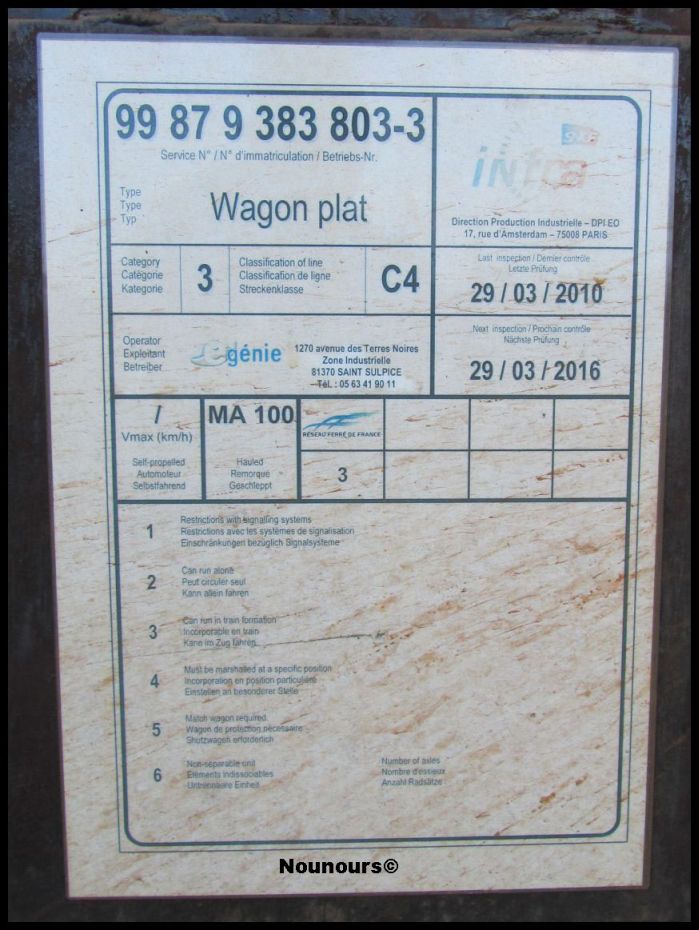 99 87 9 383 803-3
Service N° / N° d'immatriculation / Betriebs-Nr.
Type
Type
Typ
Wagon plat
infra
Direction Production Industrielle – DPI-EO
17, rue d'Amsterdam – 75008 PARIS
Category
Catégorie
Kategorie
3
Classification of line
Classification de ligne
Streckenklasse
C4
Last inspection / Dernier contrôle
Letzte Prüfung
29 / 03 / 2010
Operator
Exploitant
Betreiber
génie
1270 avenue des Terres Noires
Zone Industrielle
81370 SAINT SULPICE
Tél. : 05 63 41 90 11
Next inspection / Prochain contrôle
Nächste Prüfung
29 / 03 / 2016
/
Vmax (km/h)
Self-propelled
Automoteur
Selbstfahrend
MA 100
Hauled
Remorqué
Geschleppt
RÉSEAU FERRÉ DE FRANCE
3
1
Restrictions with signalling systems
Restrictions avec les systèmes de signalisation
Einschränkungen bezüglich Signalsysteme
2
Can run alone
Peut circuler seul
Kann allein fahren
3
Can run in train formation
Incorporable en train
Kann im Zug fahren
4
Must be marshalled at a specific position
Incorporation en position particulière
Einstellen an besonderer Stelle
5
Match wagon required
Wagon de protection nécessaire
Shutzwagen erforderlich
6
Non-separable unit
Eléments indissociables
Untrennbare Einheit
Number of axles
Nombre d'essieux
Anzahl Radsätze
Nounours©